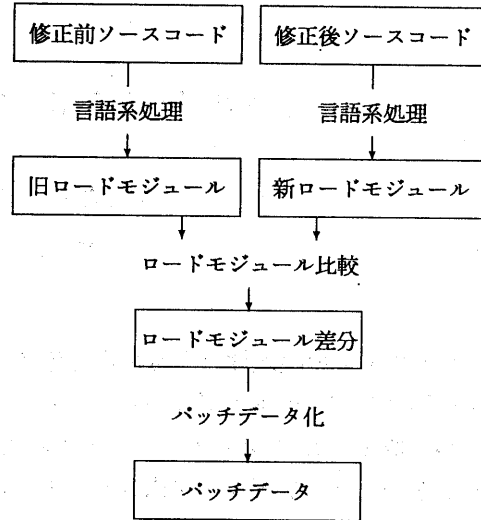 修正前ソースコード
修正後ソースコード
言語系処理
言語系処理
旧ロードモジュール
新ロードモジュール
ロードモジュール比較
ロードモジュール差分
パッチデータ化
パッチデータ